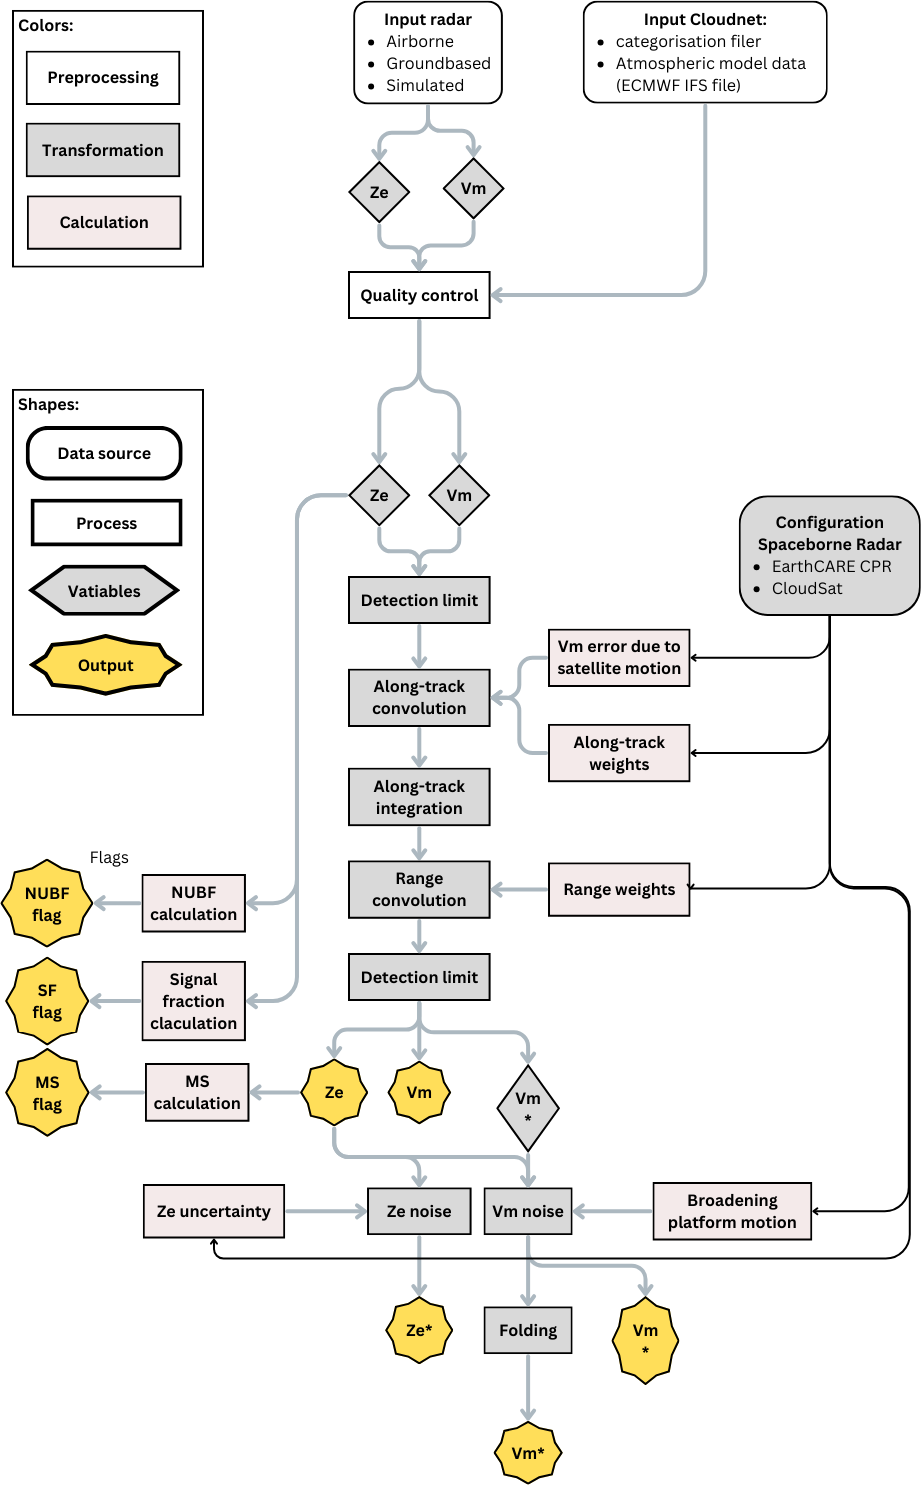 Colors:
Preprocessing
Transformation
Calculation
Input radar
• Airborne
• Groundbased
• Simulated
Input Cloudnet:
• categorisation filer
• Atmospheric model data
(ECMWF IFS file)
Ze
Vm
Quality control
Shapes:
Data source
Process
Vatiables
Output
Ze
Vm
Configuration
Spaceborne Radar
• EarthCARE CPR
• CloudSat
Detection limit
Vm error due to
satellite motion
Along-track
convolution
Along-track
weights
Along-track
integration
Flags
NUBF
flag
NUBF
calculation
Range
convolution
Range weights
SF
flag
Signal
fraction
claculation
Detection limit
MS
flag
MS
calculation
Ze
Vm
Vm
*
Ze uncertainty
Ze noise
Vm noise
Broadening
platform motion
Ze*
Folding
Vm
*
Vm*